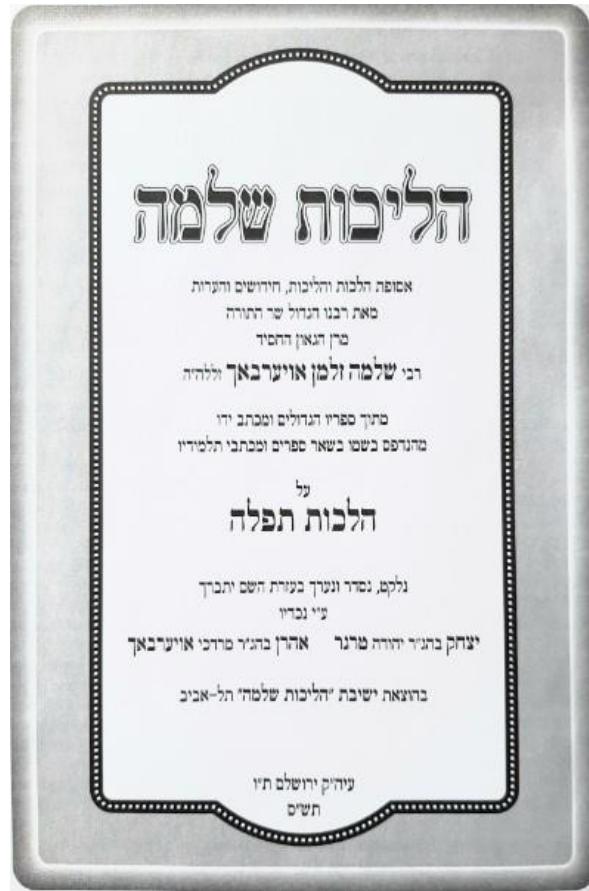 הליכות שלמה
אסופת הלכות והליכות, חידושים והערות
מאת רבנו הגדול שר התורה
מרן הגאון החסיד
רבי שלמה זלמן אויערבאך זללה״ה
מתוך ספריו הגדולים ומכתב ידו
מהנדפס בשמו בשאר ספרים ומכתבי תלמידיו
על
הלכות תפלה
נלקט, נסדר ונערך בעזרת השם יתברך
ע״י נכדיו
יצחק בהג״ר יהודה טרגר אהרן בהג״ר מרדכי אויערבאך
בהוצאת ישיבת ״הליכות שלמה״ תל–אביב
עיה״ק ירושלם ת״ו
תש״ס